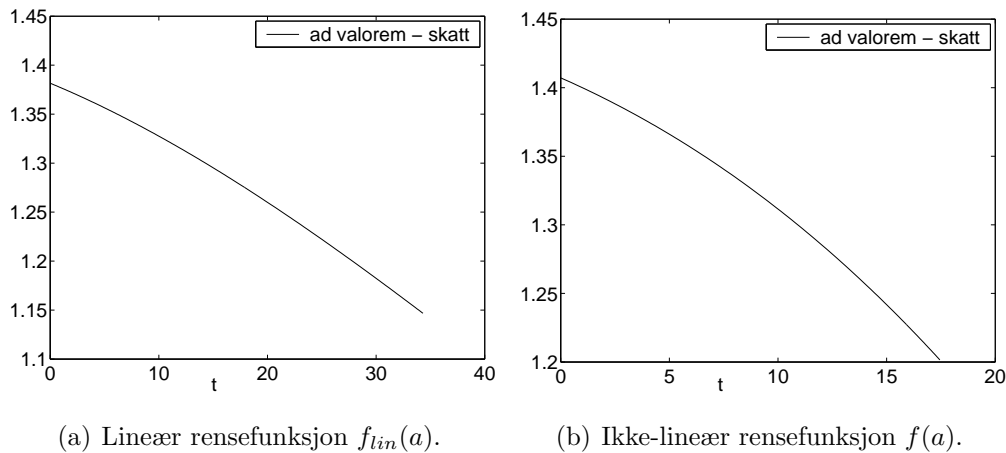 1.45
1.4
1.35
1.3
1.25
1.2
1.15
1.1
0 10 20 30 40
t
ad valorem – skatt
(a) Lineær rensefunksjon f_lin(a).
1.45
1.4
1.35
1.3
1.25
1.2
0 5 10 15 20
t
ad valorem – skatt
(b) Ikke-lineær rensefunksjon f(a).